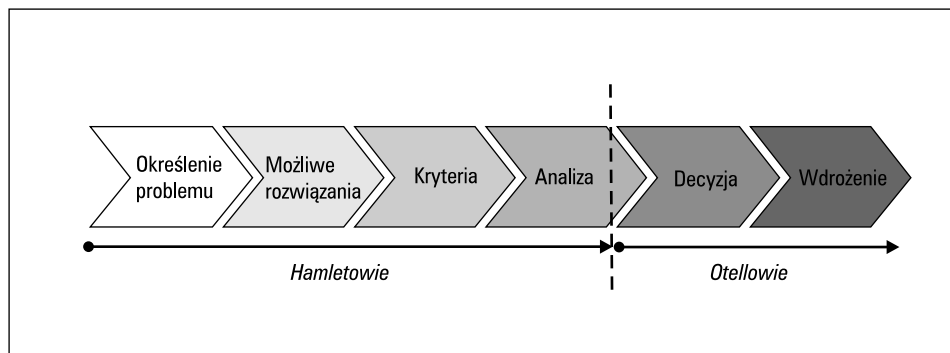 Określenie
problemu
Możliwe
rozwiązania
Kryteria
Analiza
Decyzja
Wdrożenie
Hamletowie
Otellowie